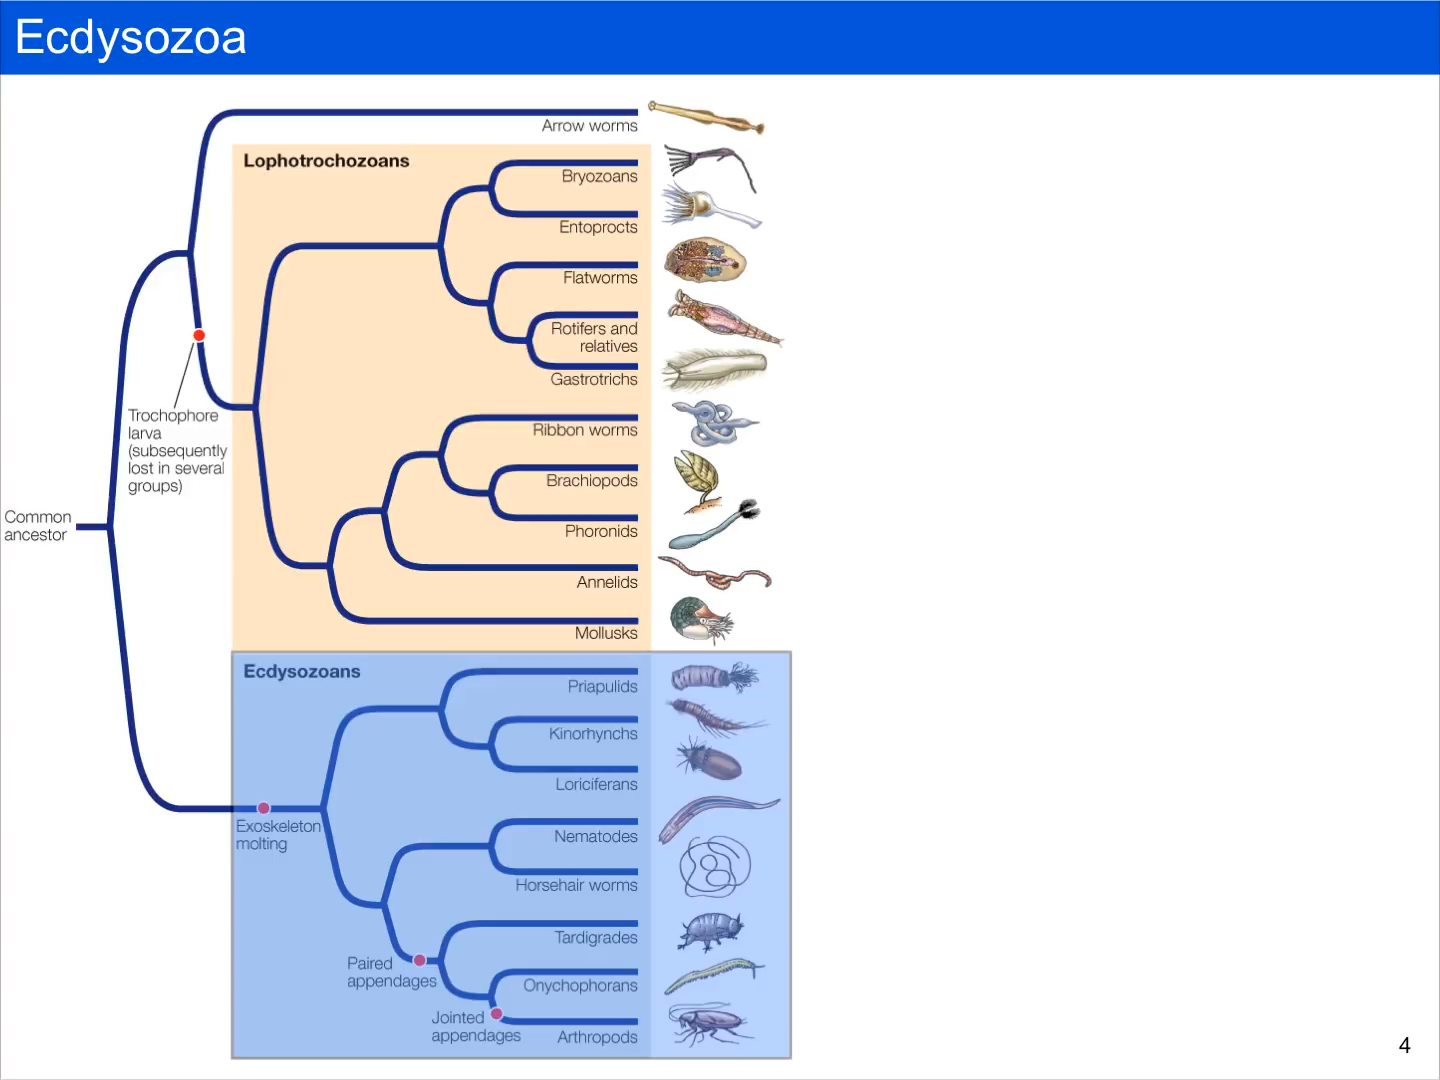 Ecdysozoa
Arrow worms
Lophotrochozoans
Bryozoans
Entoprocts
Flatworms
Rotifers and
relatives
Gastrotrichs
Trochophore
larva
(subsequently
lost in several
groups)
Ribbon worms
Brachiopods
Common
ancestor
Phoronids
Annelids
Mollusks
Ecdysozoans
Priapulids
Kinorhynchs
Loriciferans
Exoskeleton
molting
Nematodes
Horsehair worms
Tardigrades
Paired
appendages
Onychophorans
Jointed
appendages
Arthropods
4